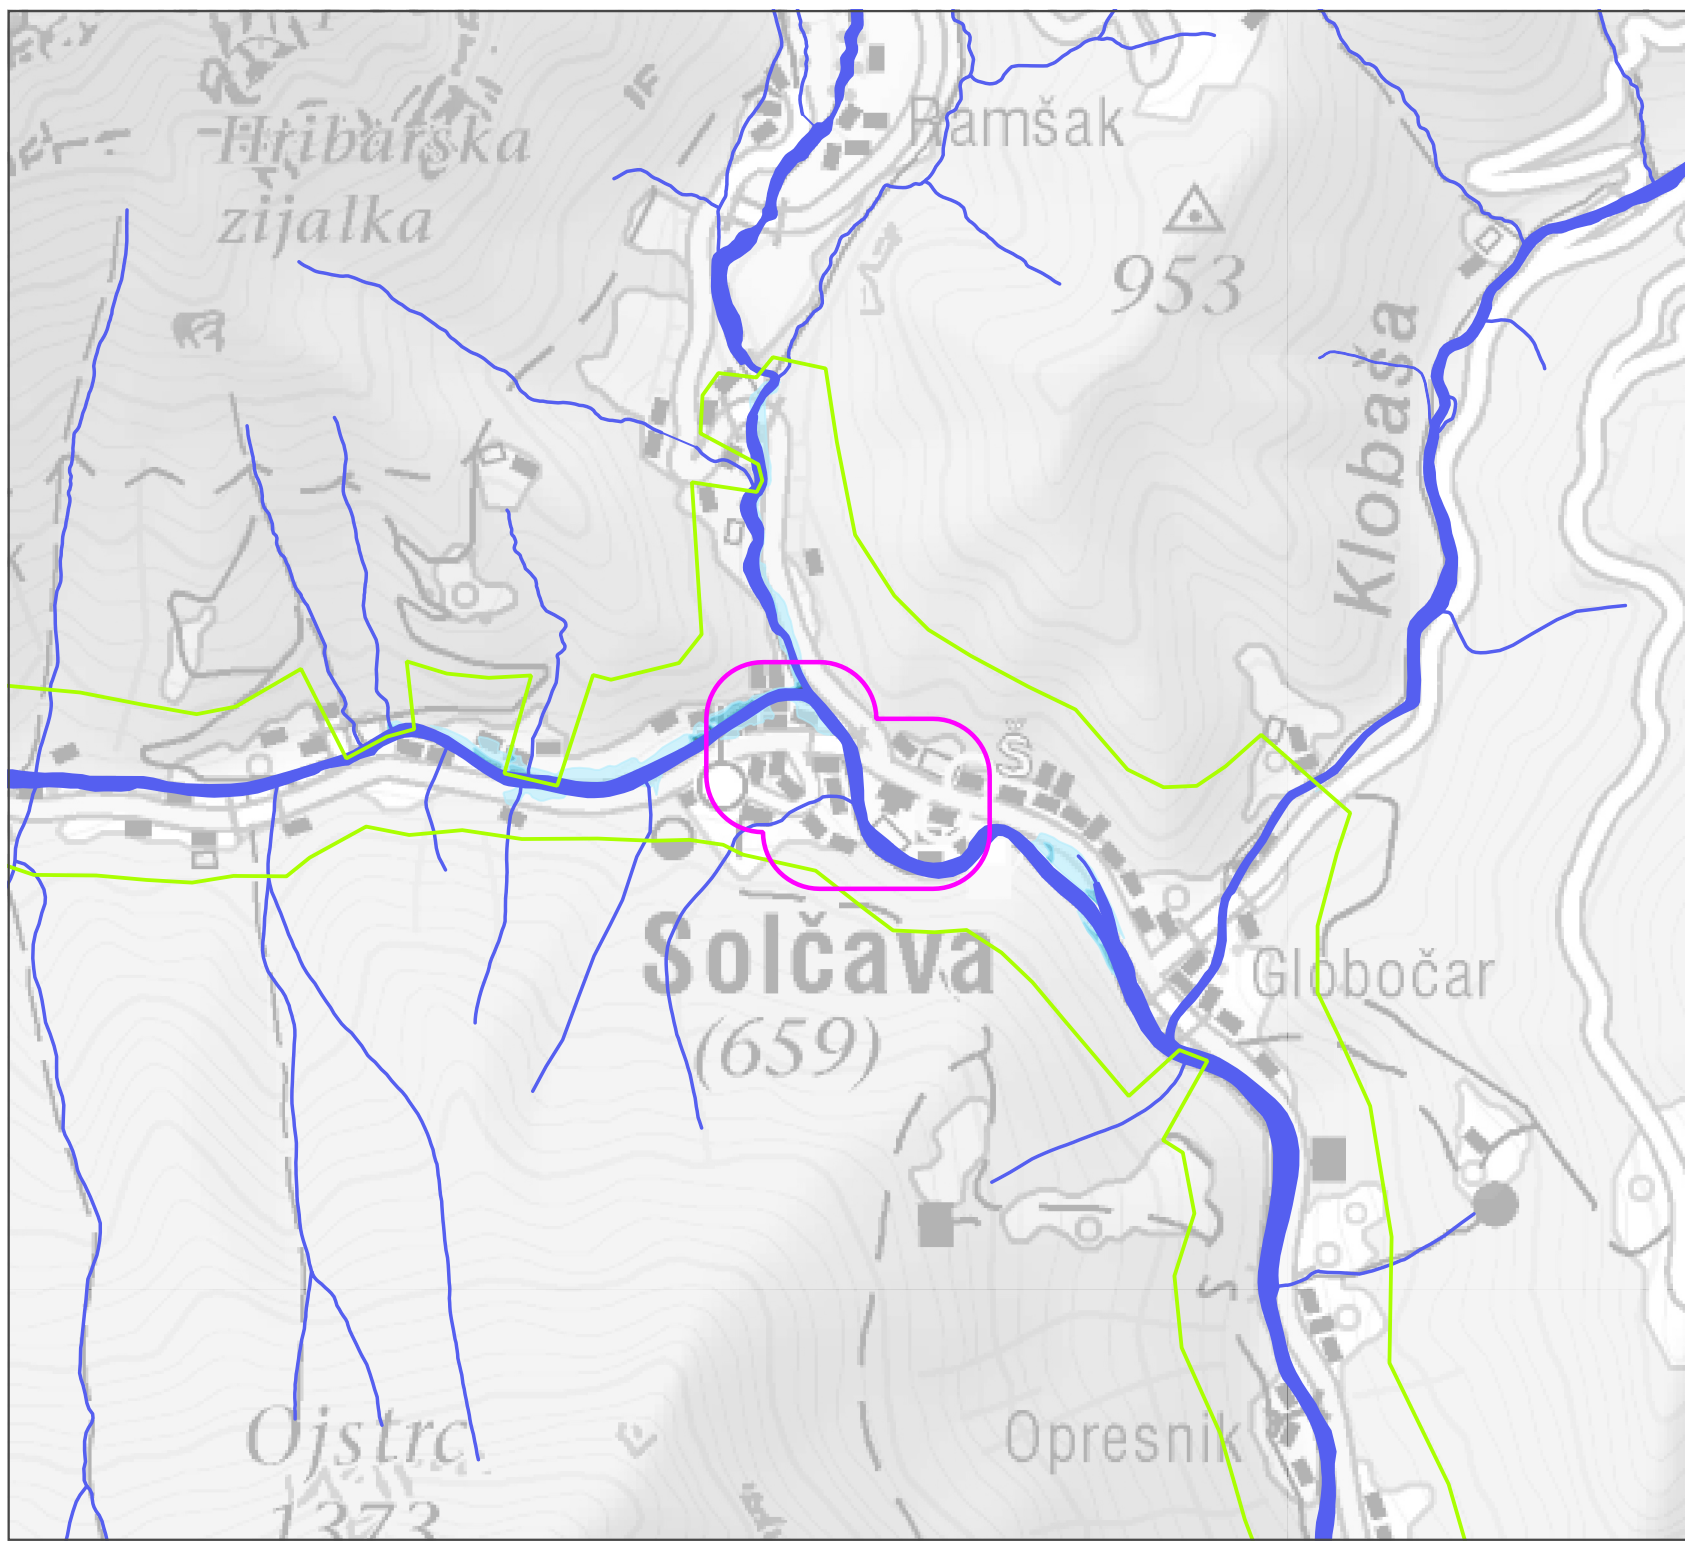 Hribarska
zijalka
Ramšak
953
Klobaša
Š
Solčava
(659)
Globočar
Opresnik
Ojstrc
1373